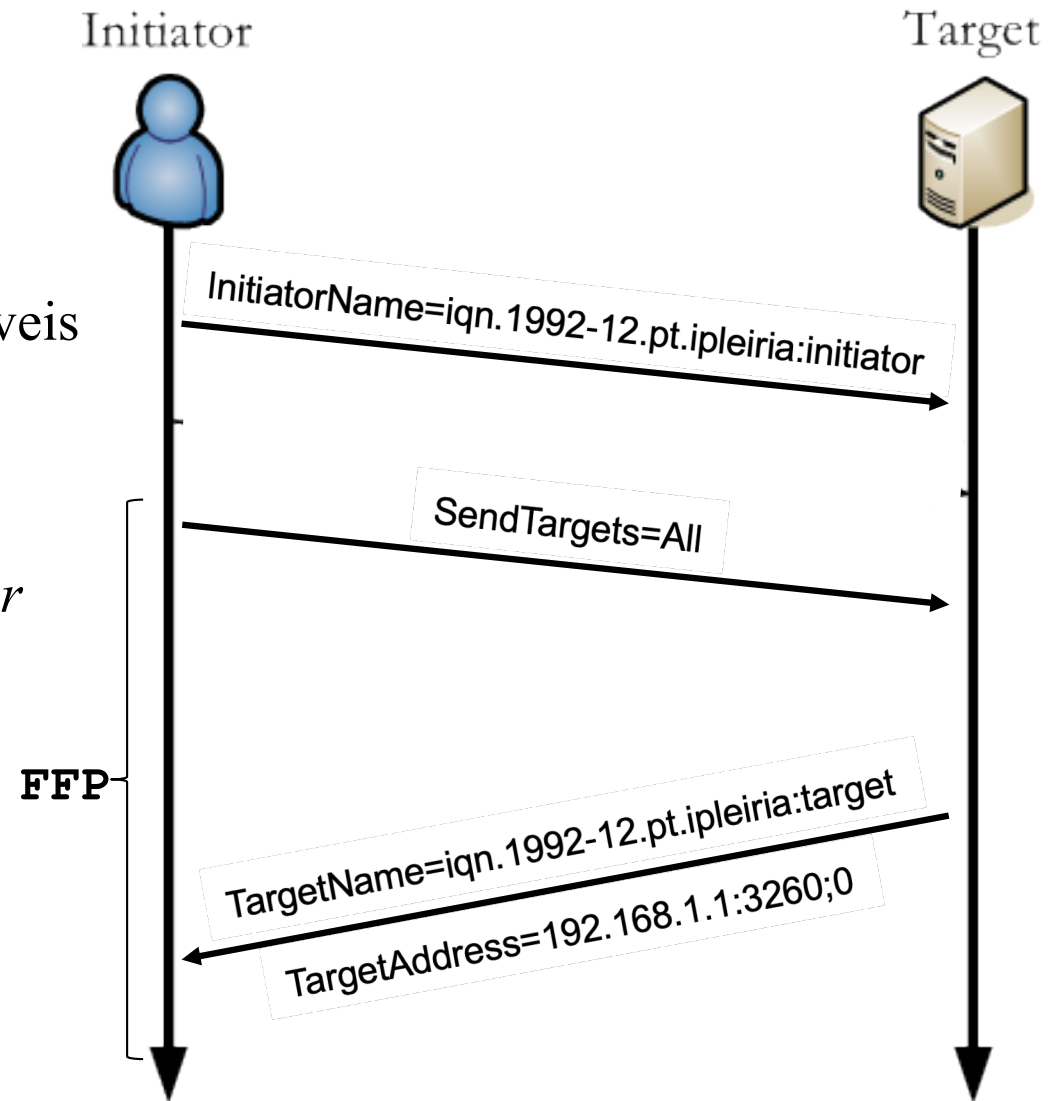 Initiator
Target
InitiatorName=iqn.1992-12.pt.ipleiria:initiator
veis
SendTargets=All
r
FFP
TargetName=iqn.1992-12.pt.ipleiria:target
TargetAddress=192.168.1.1:3260;0